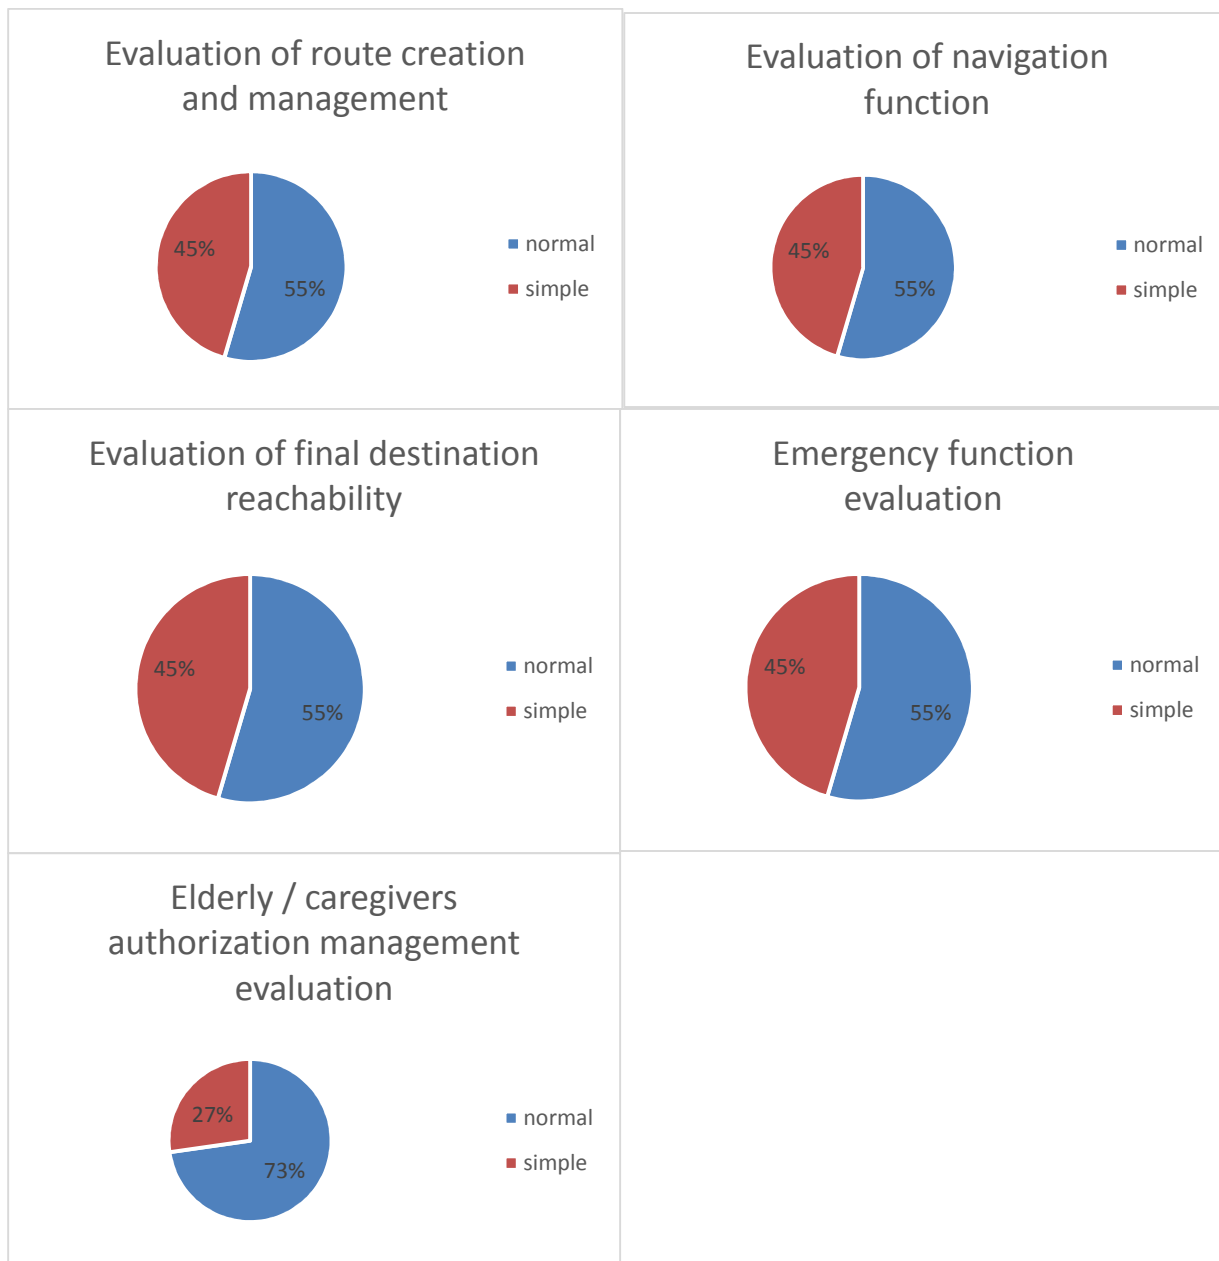 Evaluation of route creation
and management
45%
55%
normal
simple
Evaluation of navigation
function
45%
55%
normal
simple
Evaluation of final destination
reachability
45%
55%
normal
simple
Emergency function
evaluation
45%
55%
normal
simple
Elderly / caregivers
authorization management
evaluation
27%
73%
normal
simple